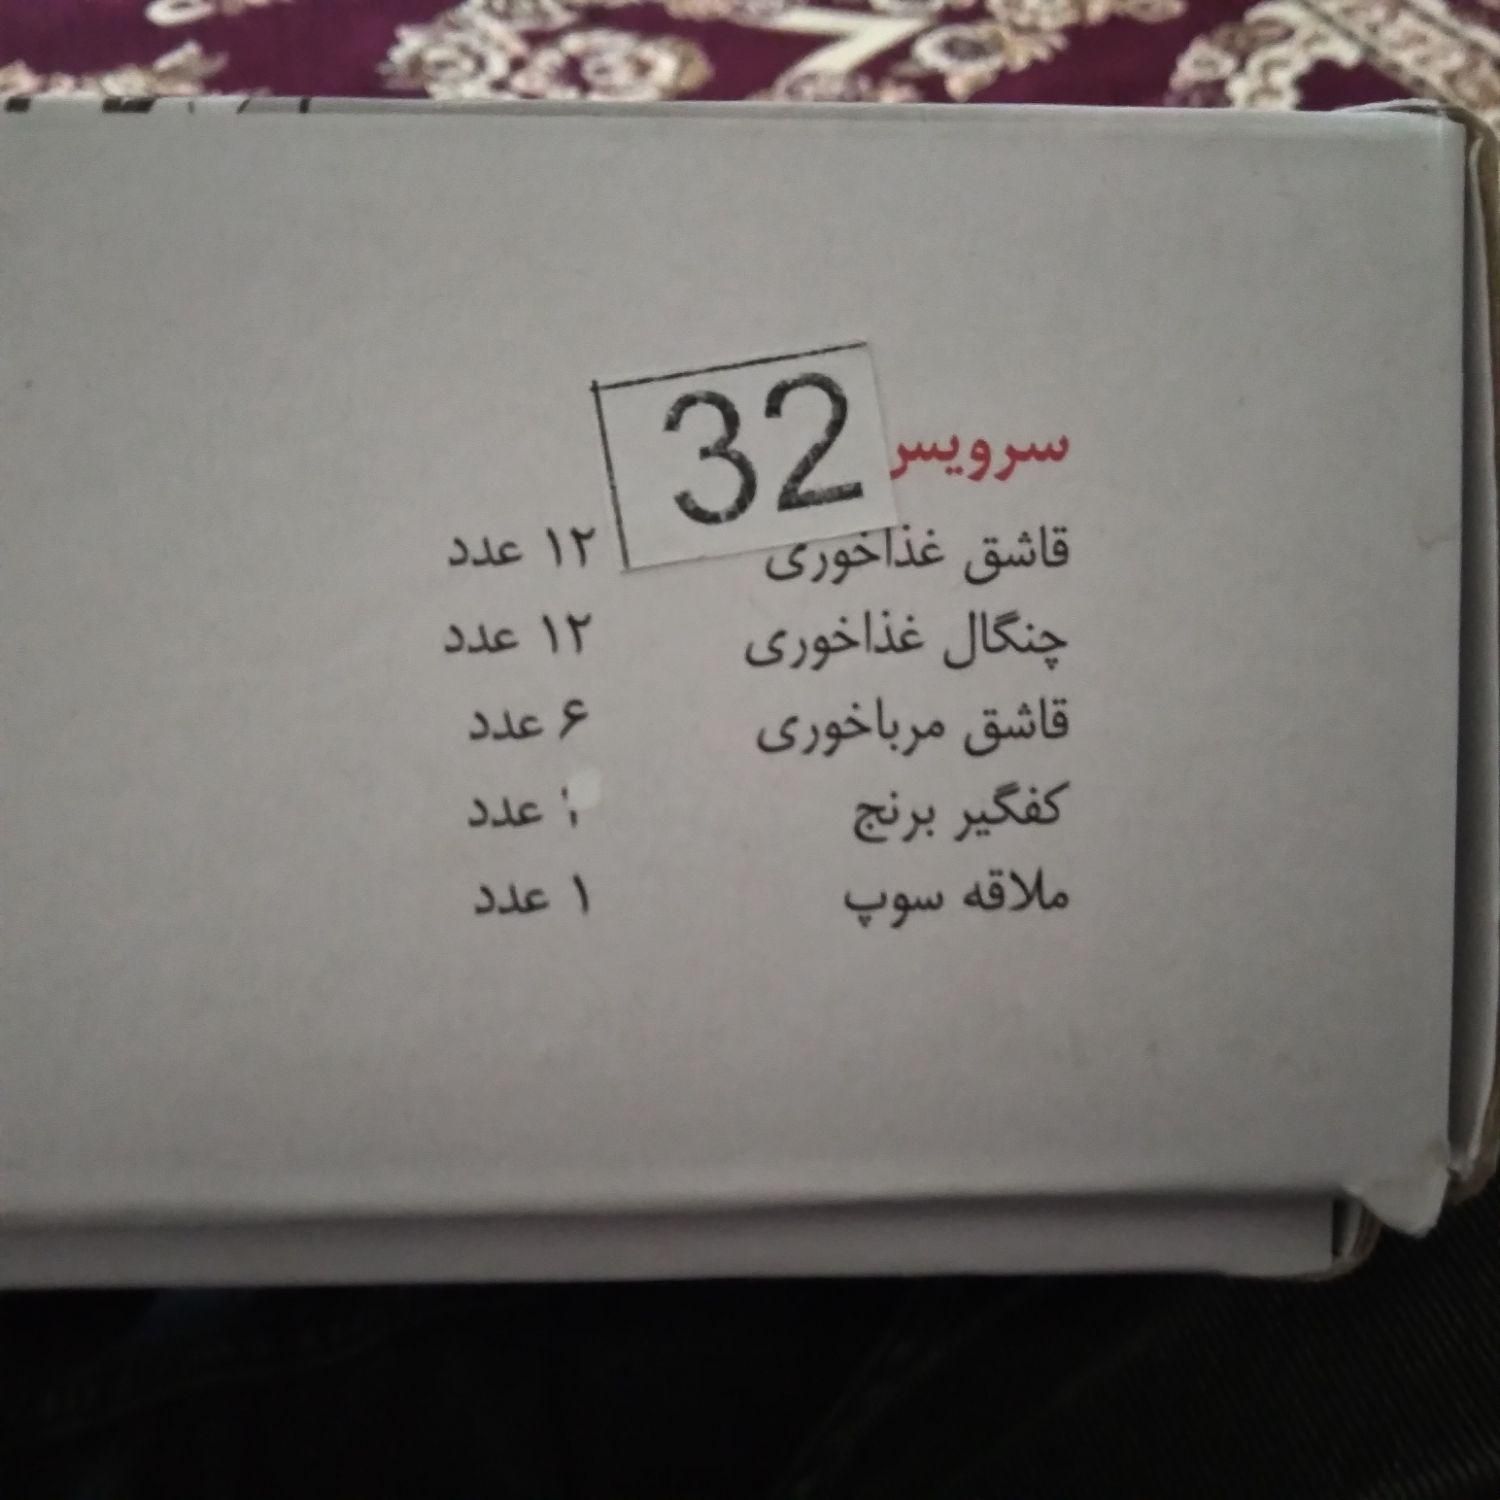 سرویس 32
قاشق غذاخوری ۱۲ عدد
چنگال غذاخوری ۱۲ عدد
قاشق مرباخوری ۶ عدد
کفگیر برنج عدد
ملاقه سوپ ۱ عدد